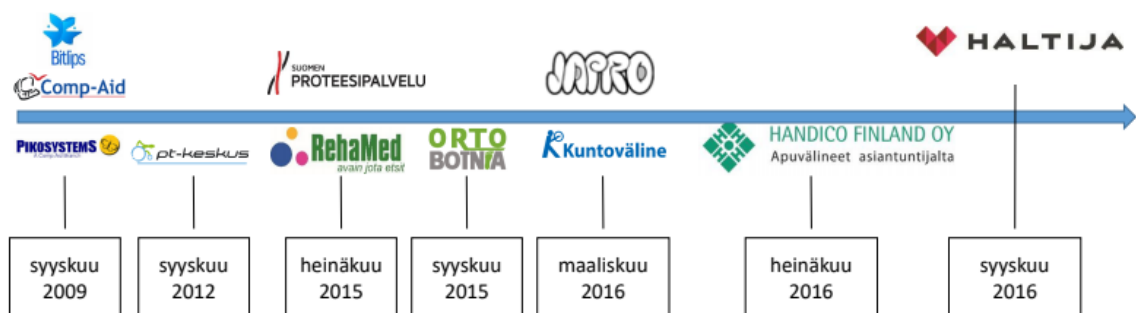 Bitlips
Comp-Aid
PIKOSYSTEMS
pt-keskus
SUOMEN
PROTEESIPALVELU
RehaMed
avain jota etsit
ORTO
BOTNIA
JAPRO
Kuntoväline
HANDICO FINLAND OY
Apuvälineet asiantuntijalta
HALTIJA
syyskuu
2009
syyskuu
2012
heinäkuu
2015
syyskuu
2015
maaliskuu
2016
heinäkuu
2016
syyskuu
2016